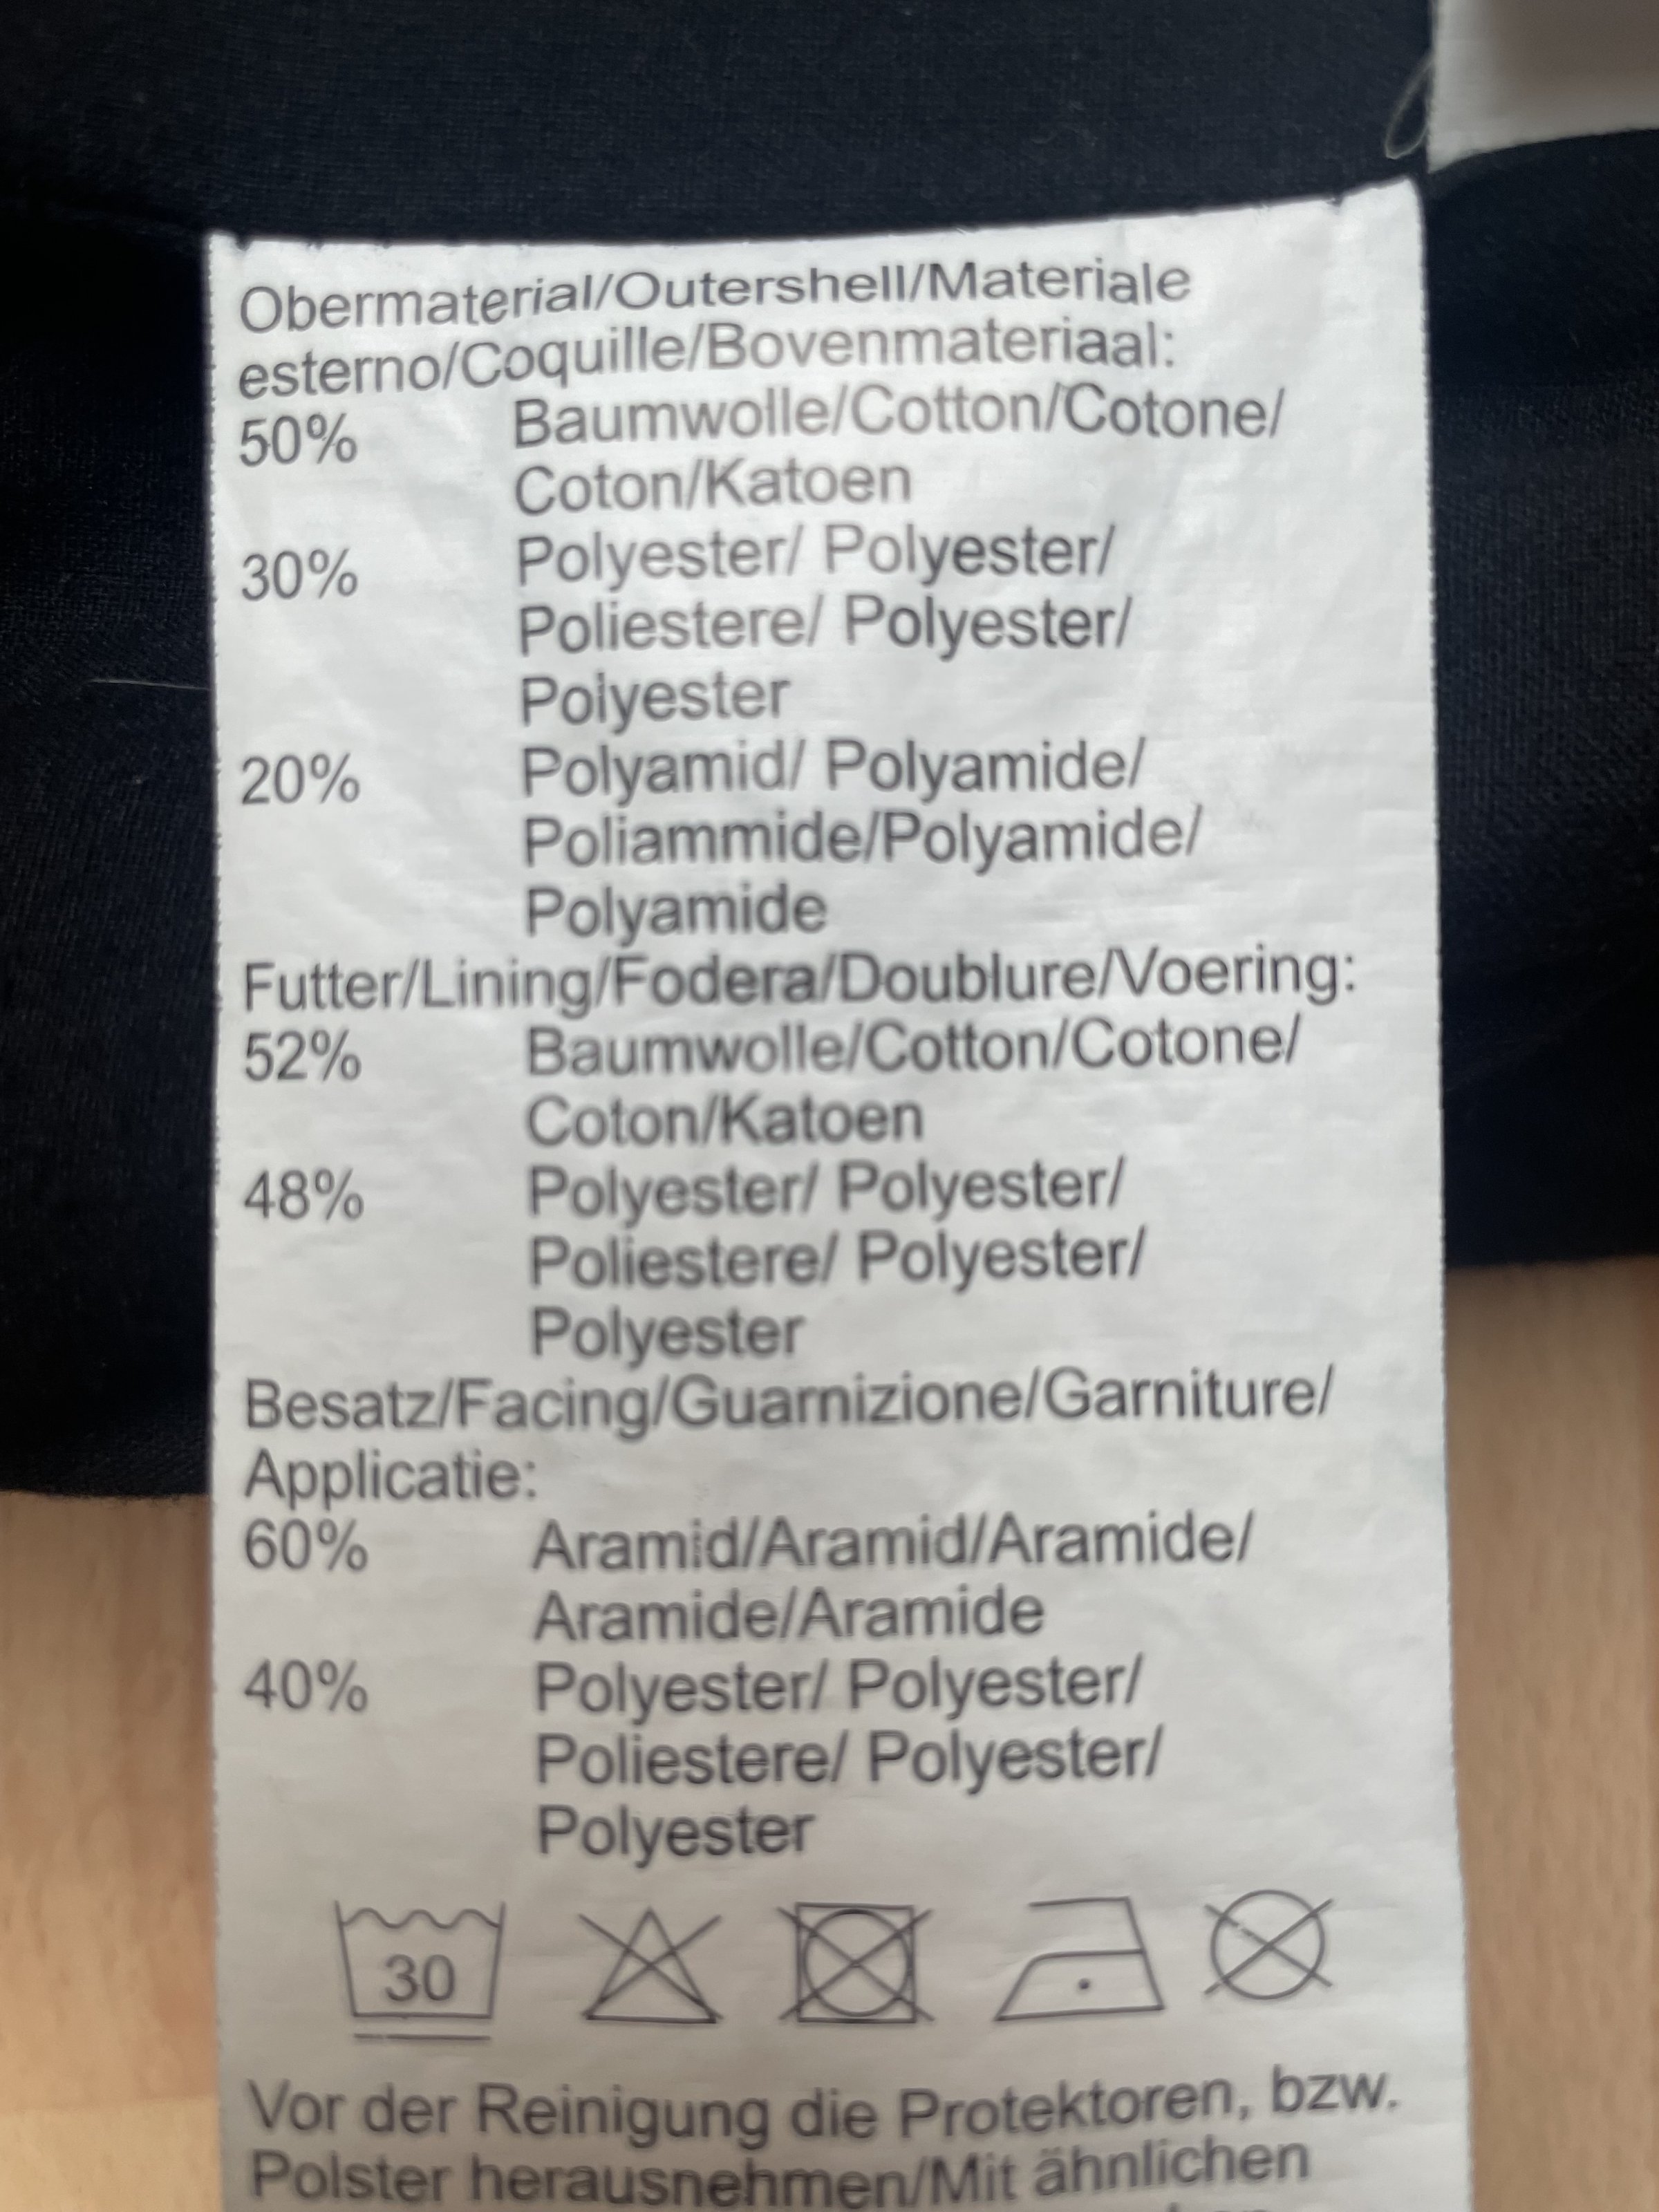 Obermaterial/Outershell/Materiale
esterno/Coquille/Bovenmateriaal:
50% Baumwolle/Cotton/Cotone/
Coton/Katoen
30% Polyester/ Polyester/
Poliestere/ Polyester/
Polyester
20% Polyamid/ Polyamide/
Poliammide/Polyamide/
Polyamide
Futter/Lining/Fodera/Doublure/Voering:
52% Baumwolle/Cotton/Cotone/
Coton/Katoen
48% Polyester/ Polyester/
Poliestere/ Polyester/
Polyester
Besatz/Facing/Guarnizione/Garniture/
Applicatie:
60% Aramid/Aramid/Aramide/
Aramide/Aramide
40% Polyester/ Polyester/
Poliestere/ Polyester/
Polyester
30
Vor der Reinigung die Protektoren, bzw.
Polster herausnehmen/Mit ähnlichen